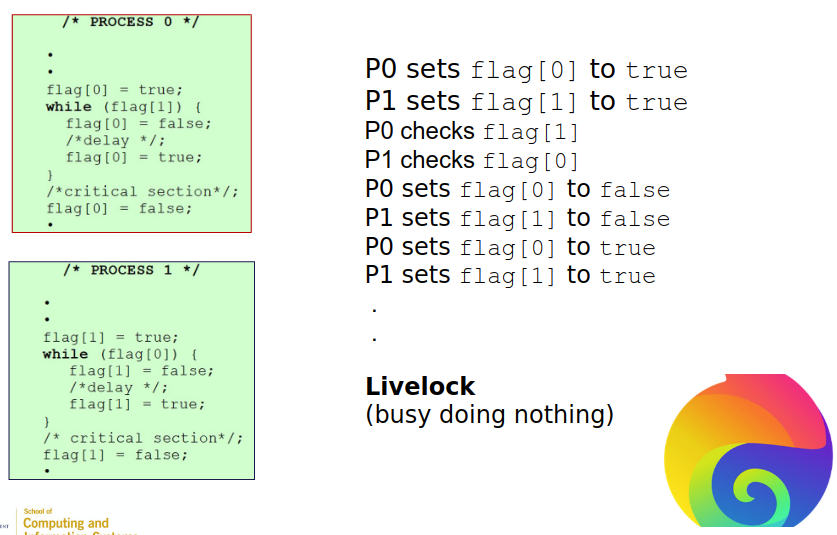 /* PROCESS 0 */
•
•
flag[0] = true;
while (flag[1]) {
flag[0] = false;
/*delay */;
flag[0] = true;
}
/*critical section*/;
flag[0] = false;
•
/* PROCESS 1 */
•
•
flag[1] = true;
while (flag[0]) {
flag[1] = false;
/*delay */;
flag[1] = true;
}
/* critical section*/;
flag[1] = false;
•
P0 sets flag[0] to true
P1 sets flag[1] to true
P0 checks flag[1]
P1 checks flag[0]
P0 sets flag[0] to false
P1 sets flag[1] to false
P0 sets flag[0] to true
P1 sets flag[1] to true
.
.
Livelock
(busy doing nothing)
School of
Computing and
Information Systems